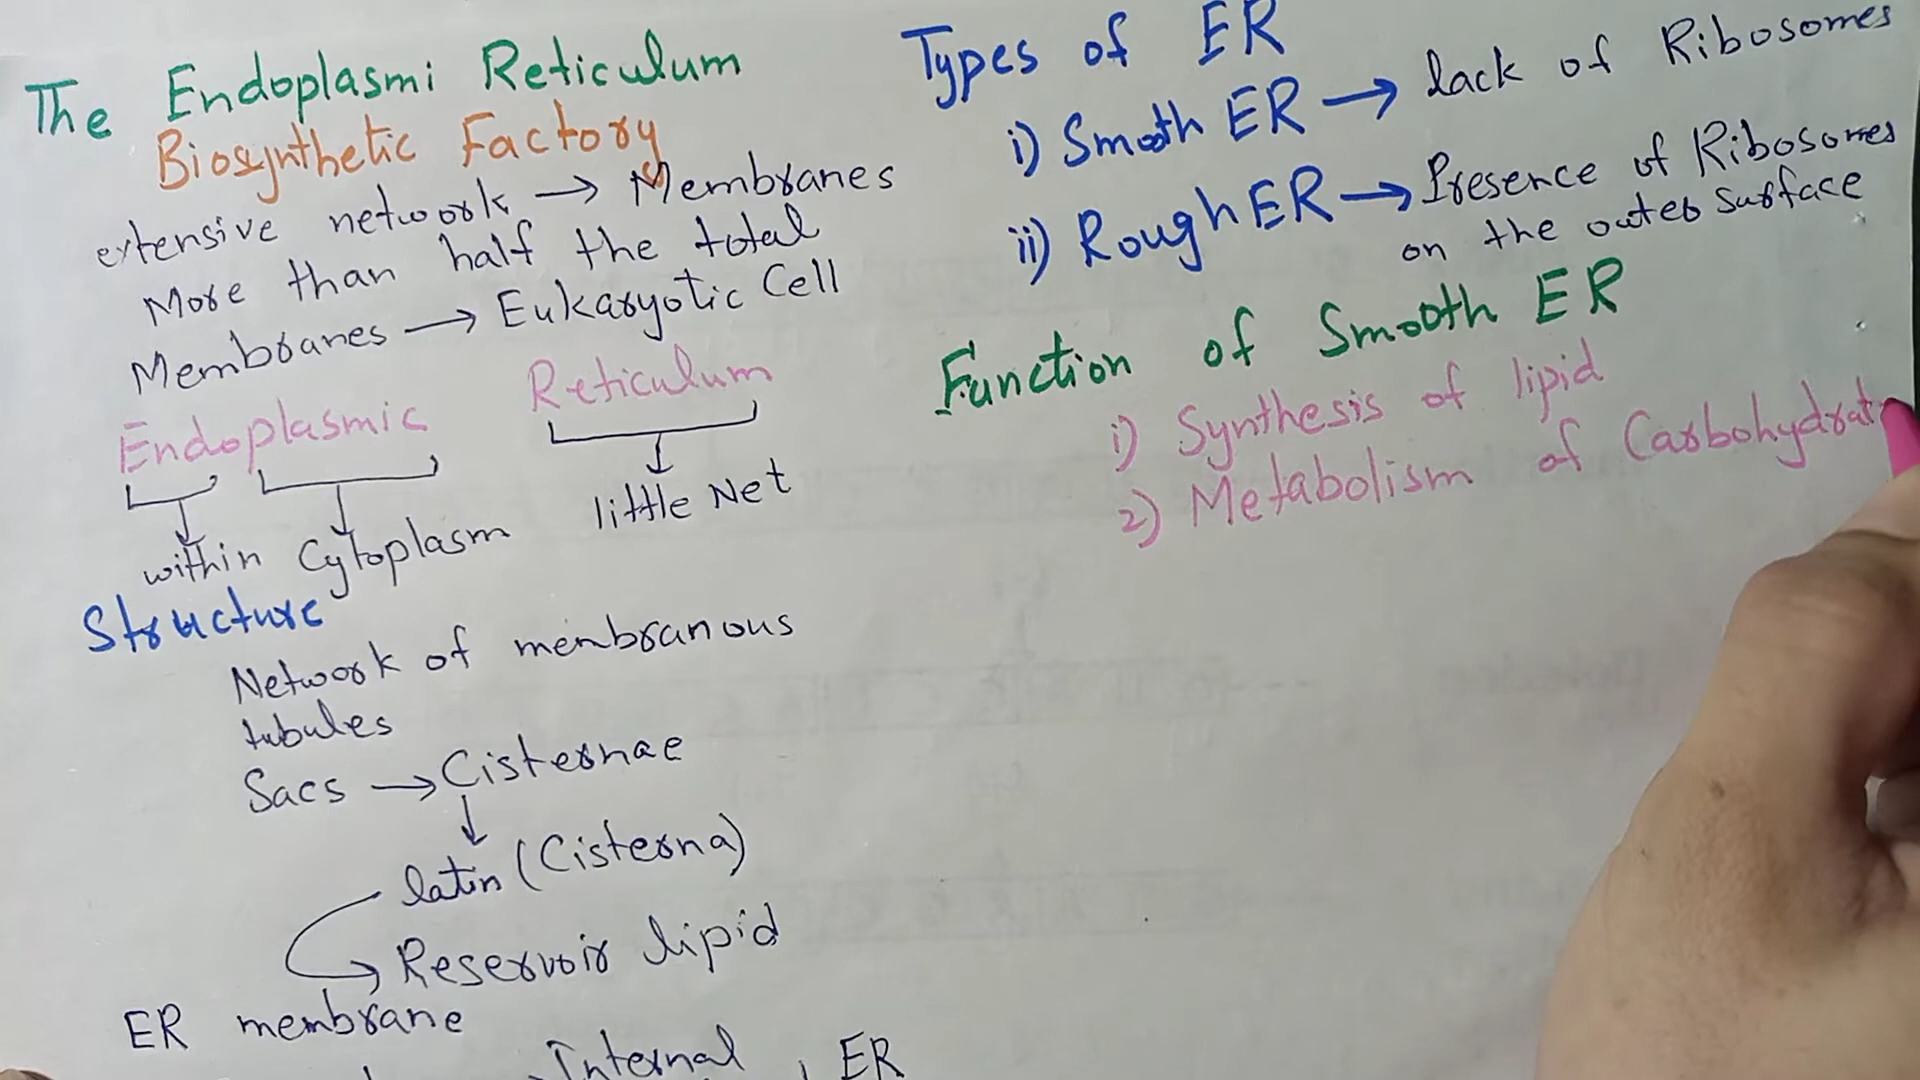 The Endoplasmi Reticulum
Biosynthetic Factory
extensive network → Membranes
More than half the total
Membranes → Eukaryotic Cell
Endoplasmic Reticulum
within Cytoplasm little Net
Structure
Network of membranous
tubules
Sacs → Cisternae
↓
latin (Cisterna)
→ Reservoir lipid
ER membrane
Internal ER
Types of ER
i) Smooth ER → lack of Ribosomes
ii) Rough ER → Presence of Ribosomes
on the outer surface
Function of Smooth ER
i) Synthesis of lipid
2) Metabolism of Carbohydrat